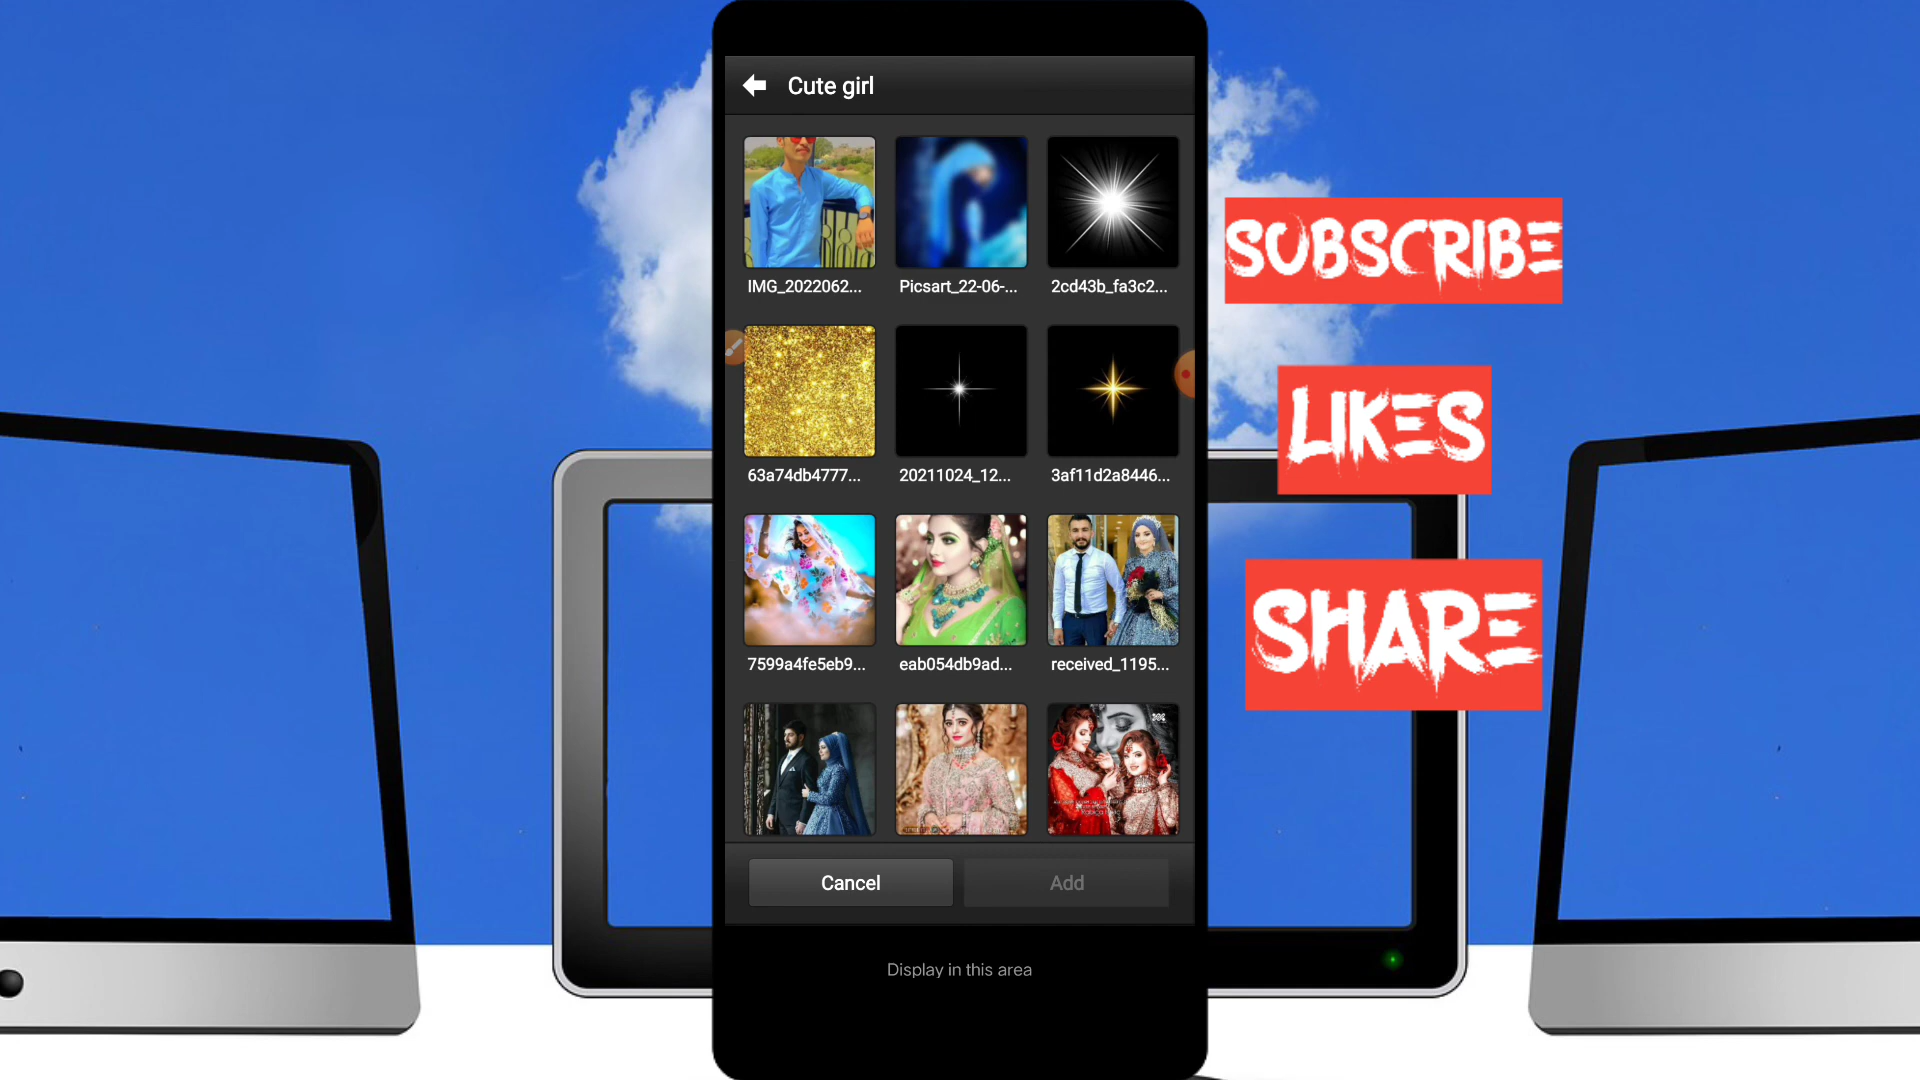 Cute girl
IMG_2022062...
Picsart_22-06-...
2cd43b_fa3c2...
SUBSCRIBE
63a74db4777...
20211024_12...
3af11d2a8446...
LIKES
7599a4fe5eb9...
eab054db9ad...
received_1195...
SHARE
Cancel
Add
Display in this area